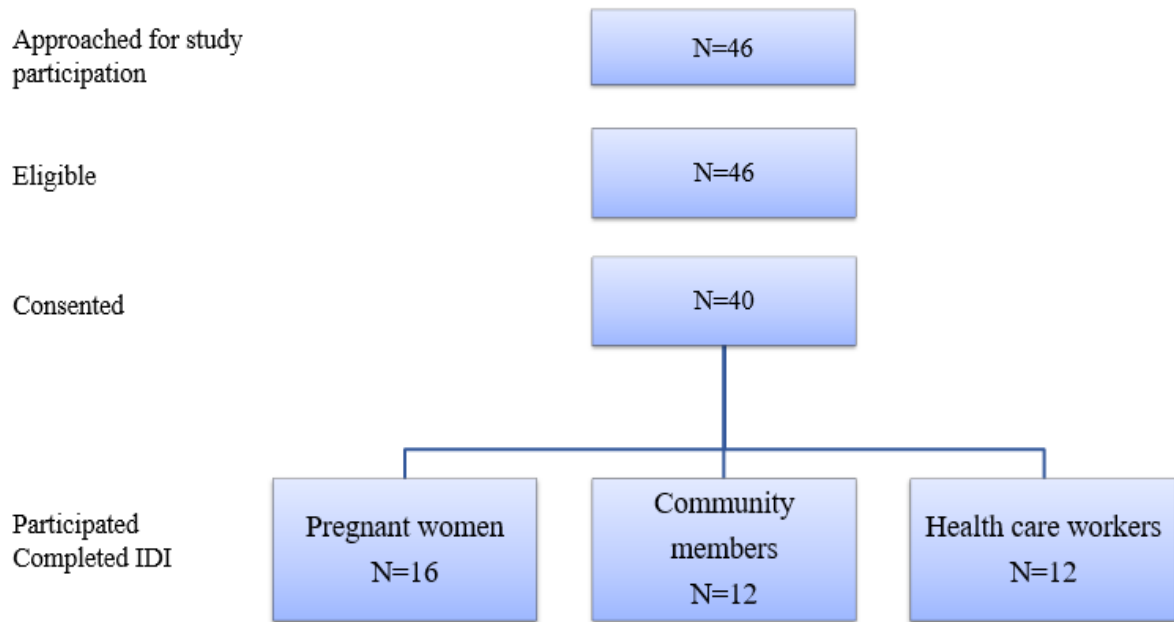 Approached for study
participation
N=46
Eligible
N=46
Consented
N=40
Participated
Completed IDI
Pregnant women
N=16
Community
members
N=12
Health care workers
N=12